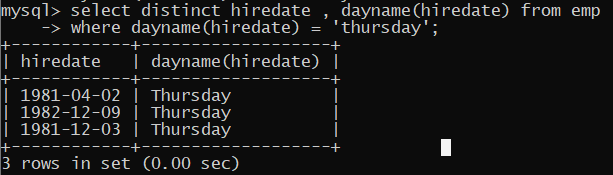 mysql> select distinct hiredate , dayname(hiredate) from emp
    -> where dayname(hiredate) = 'thursday';
+------------+-------------------+
| hiredate   | dayname(hiredate) |
+------------+-------------------+
| 1981-04-02 | Thursday          |
| 1982-12-09 | Thursday          |
| 1981-12-03 | Thursday          |
+------------+-------------------+
3 rows in set (0.00 sec)